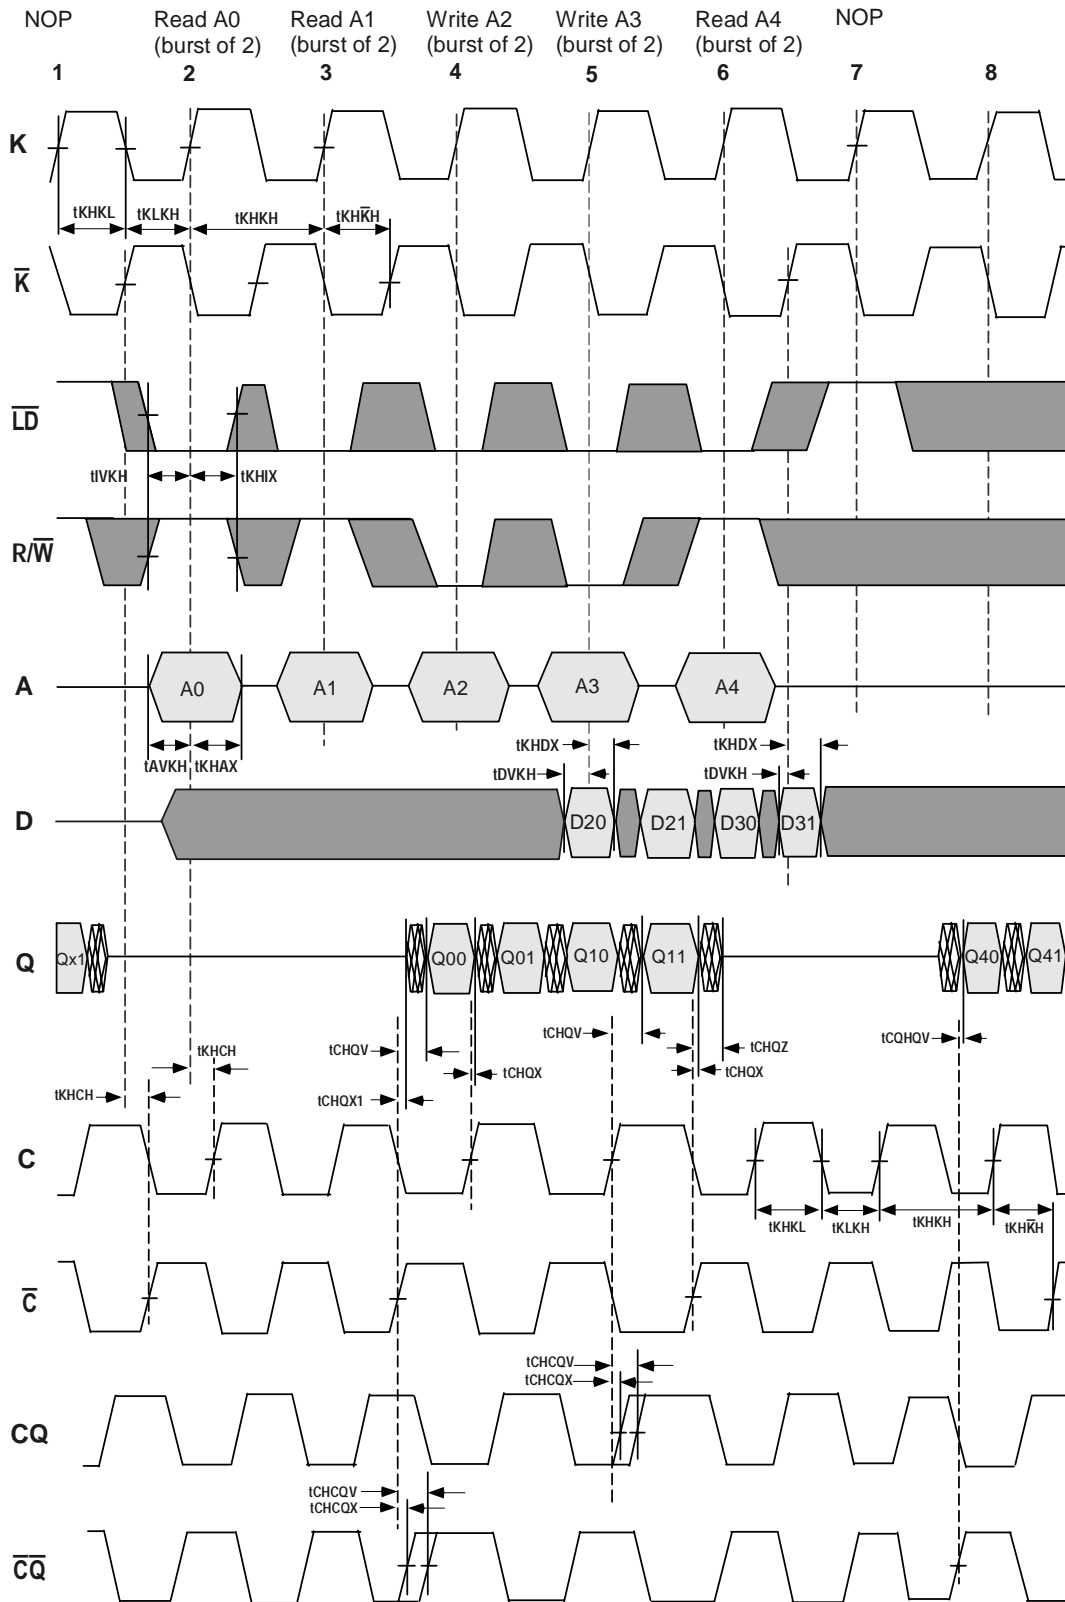 NOP Read A0 Read A1 Write A2 Write A3 Read A4 NOP
(burst of 2) (burst of 2) (burst of 2) (burst of 2) (burst of 2)
1 2 3 4 5 6 7 8
K
tKHKL tKLKH tKHKH tKHK̅H
K̅
L̅D̅
tIVKH tKHIX
R/W̅
A A0 A1 A2 A3 A4
tAVKH tKHAX tKHDX tKHDX
tDVKH tDVKH
D D20 D21 D30 D31
Q Qx1 Q00 Q01 Q10 Q11 Q40 Q41
tCHQV tCHQV tCHQZ tCQHQV
tKHCH tCHQX tCHQX
tKHCH tCHQX1
C
tKHKL tKLKH tKHKH tKHK̅H
C̅
tCHCQV
tCHCQX
CQ
tCHCQV
tCHCQX
C̅Q̅